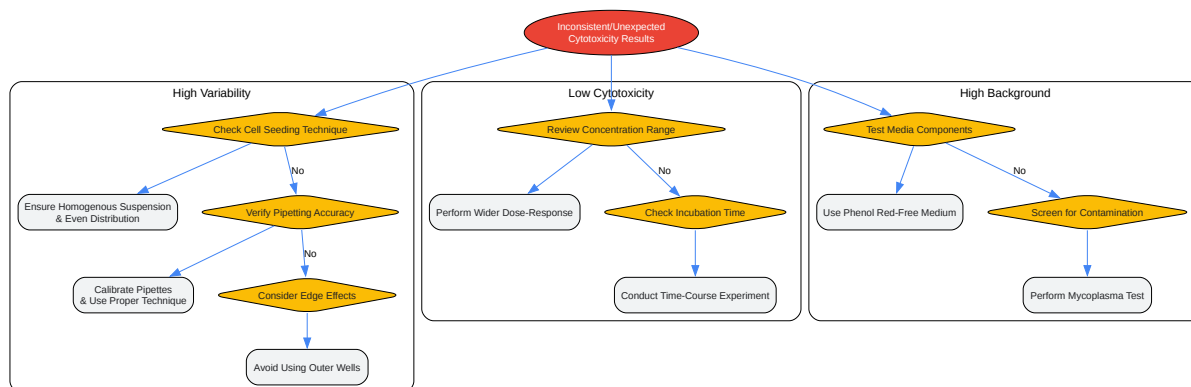 Inconsistent/Unexpected
Cytotoxicity Results
High Variability
Check Cell Seeding Technique
No
Ensure Homogenous Suspension
& Even Distribution
Verify Pipetting Accuracy
No
Calibrate Pipettes
& Use Proper Technique
Consider Edge Effects
Avoid Using Outer Wells
Low Cytotoxicity
Review Concentration Range
No
Perform Wider Dose-Response
Check Incubation Time
Conduct Time-Course Experiment
High Background
Test Media Components
No
Use Phenol Red-Free Medium
Screen for Contamination
Perform Mycoplasma Test